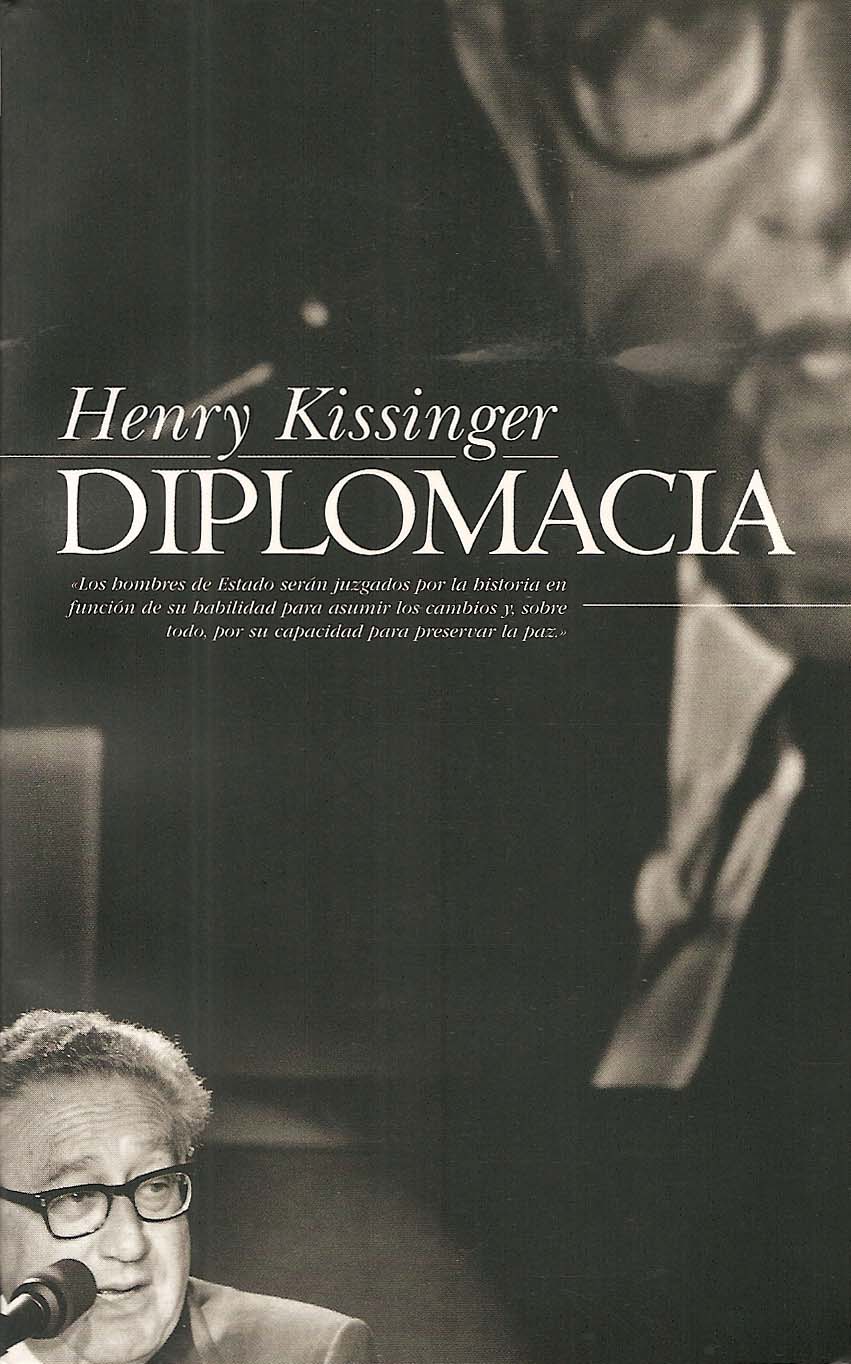 Henry Kissinger
DIPLOMACIA
«Los hombres de Estado serán juzgados por la historia en
función de su habilidad para asumir los cambios y, sobre
todo, por su capacidad para preservar la paz.»